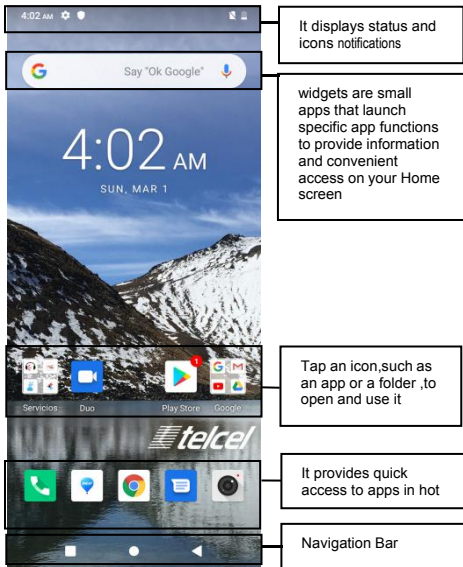 4:02 AM
It displays status and
icons notifications
Say "Ok Google"
widgets are small
apps that launch
specific app functions
to provide information
and convenient
access on your Home
screen
4:02 AM
SUN, MAR 1
1
Servicios Duo Play Store Google
Tap an icon,such as
an app or a folder ,to
open and use it
telcel
It provides quick
access to apps in hot
Navigation Bar